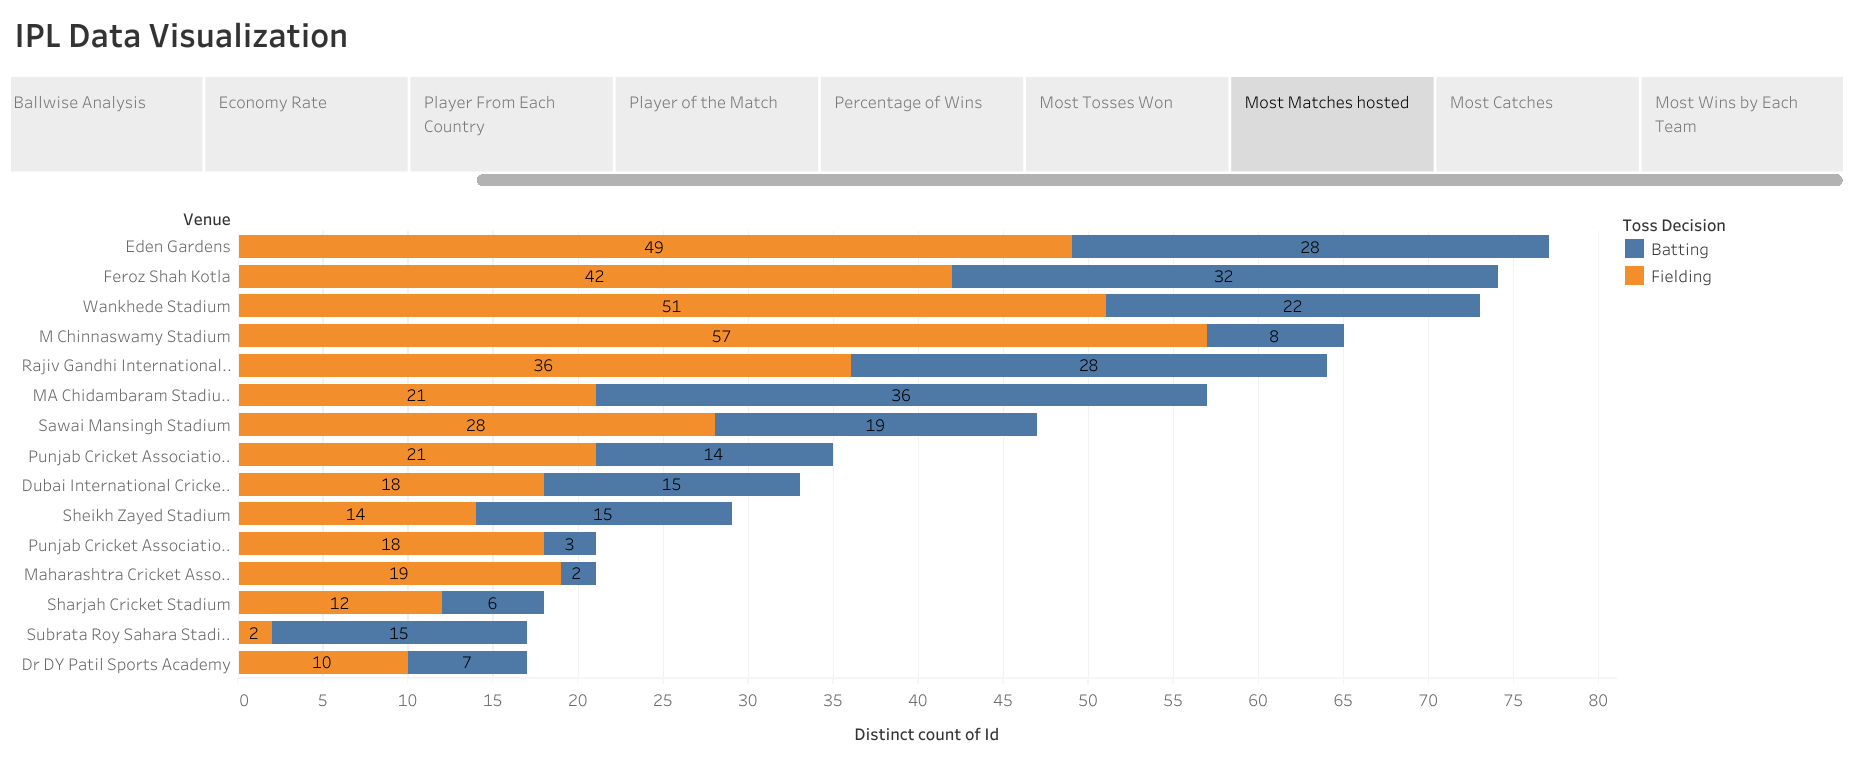 IPL Data Visualization
Ballwise Analysis
Economy Rate
Player From Each
Country
Player of the Match
Percentage of Wins
Most Tosses Won
Most Matches hosted
Most Catches
Most Wins by Each
Team
Venue
Toss Decision
Batting
Fielding
Eden Gardens 49 28
Feroz Shah Kotla 42 32
Wankhede Stadium 51 22
M Chinnaswamy Stadium 57 8
Rajiv Gandhi International.. 36 28
MA Chidambaram Stadiu.. 21 36
Sawai Mansingh Stadium 28 19
Punjab Cricket Associatio.. 21 14
Dubai International Cricke.. 18 15
Sheikh Zayed Stadium 14 15
Punjab Cricket Associatio.. 18 3
Maharashtra Cricket Asso.. 19 2
Sharjah Cricket Stadium 12 6
Subrata Roy Sahara Stadi.. 2 15
Dr DY Patil Sports Academy 10 7
0 5 10 15 20 25 30 35 40 45 50 55 60 65 70 75 80
Distinct count of Id